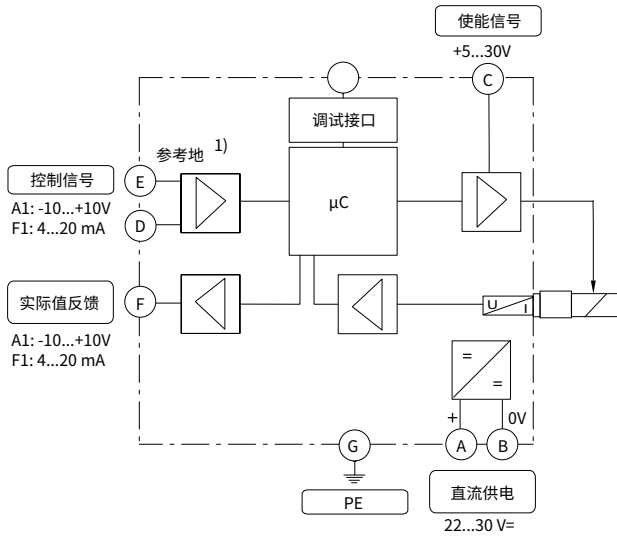 使能信号
+5...30V
C
调试接口
参考地 1)
控制信号
E
A1: -10...+10V
F1: 4...20 mA
D
µC
实际值反馈
F
A1: -10...+10V
F1: 4...20 mA
U
I
=
=
+
0V
G
A
B
PE
直流供电
22...30 V=